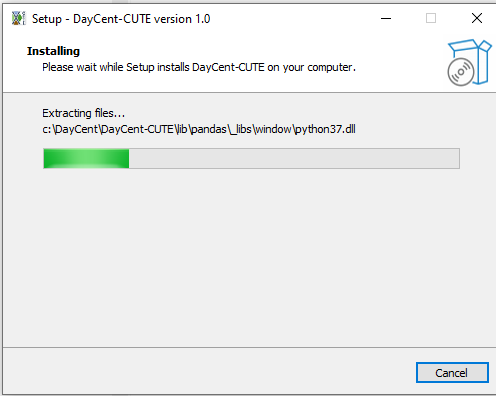 Setup - DayCent-CUTE version 1.0
Installing
Please wait while Setup installs DayCent-CUTE on your computer.
Extracting files...
c:\DayCent\DayCent-CUTE\lib\pandas\_libs\window\python37.dll
Cancel